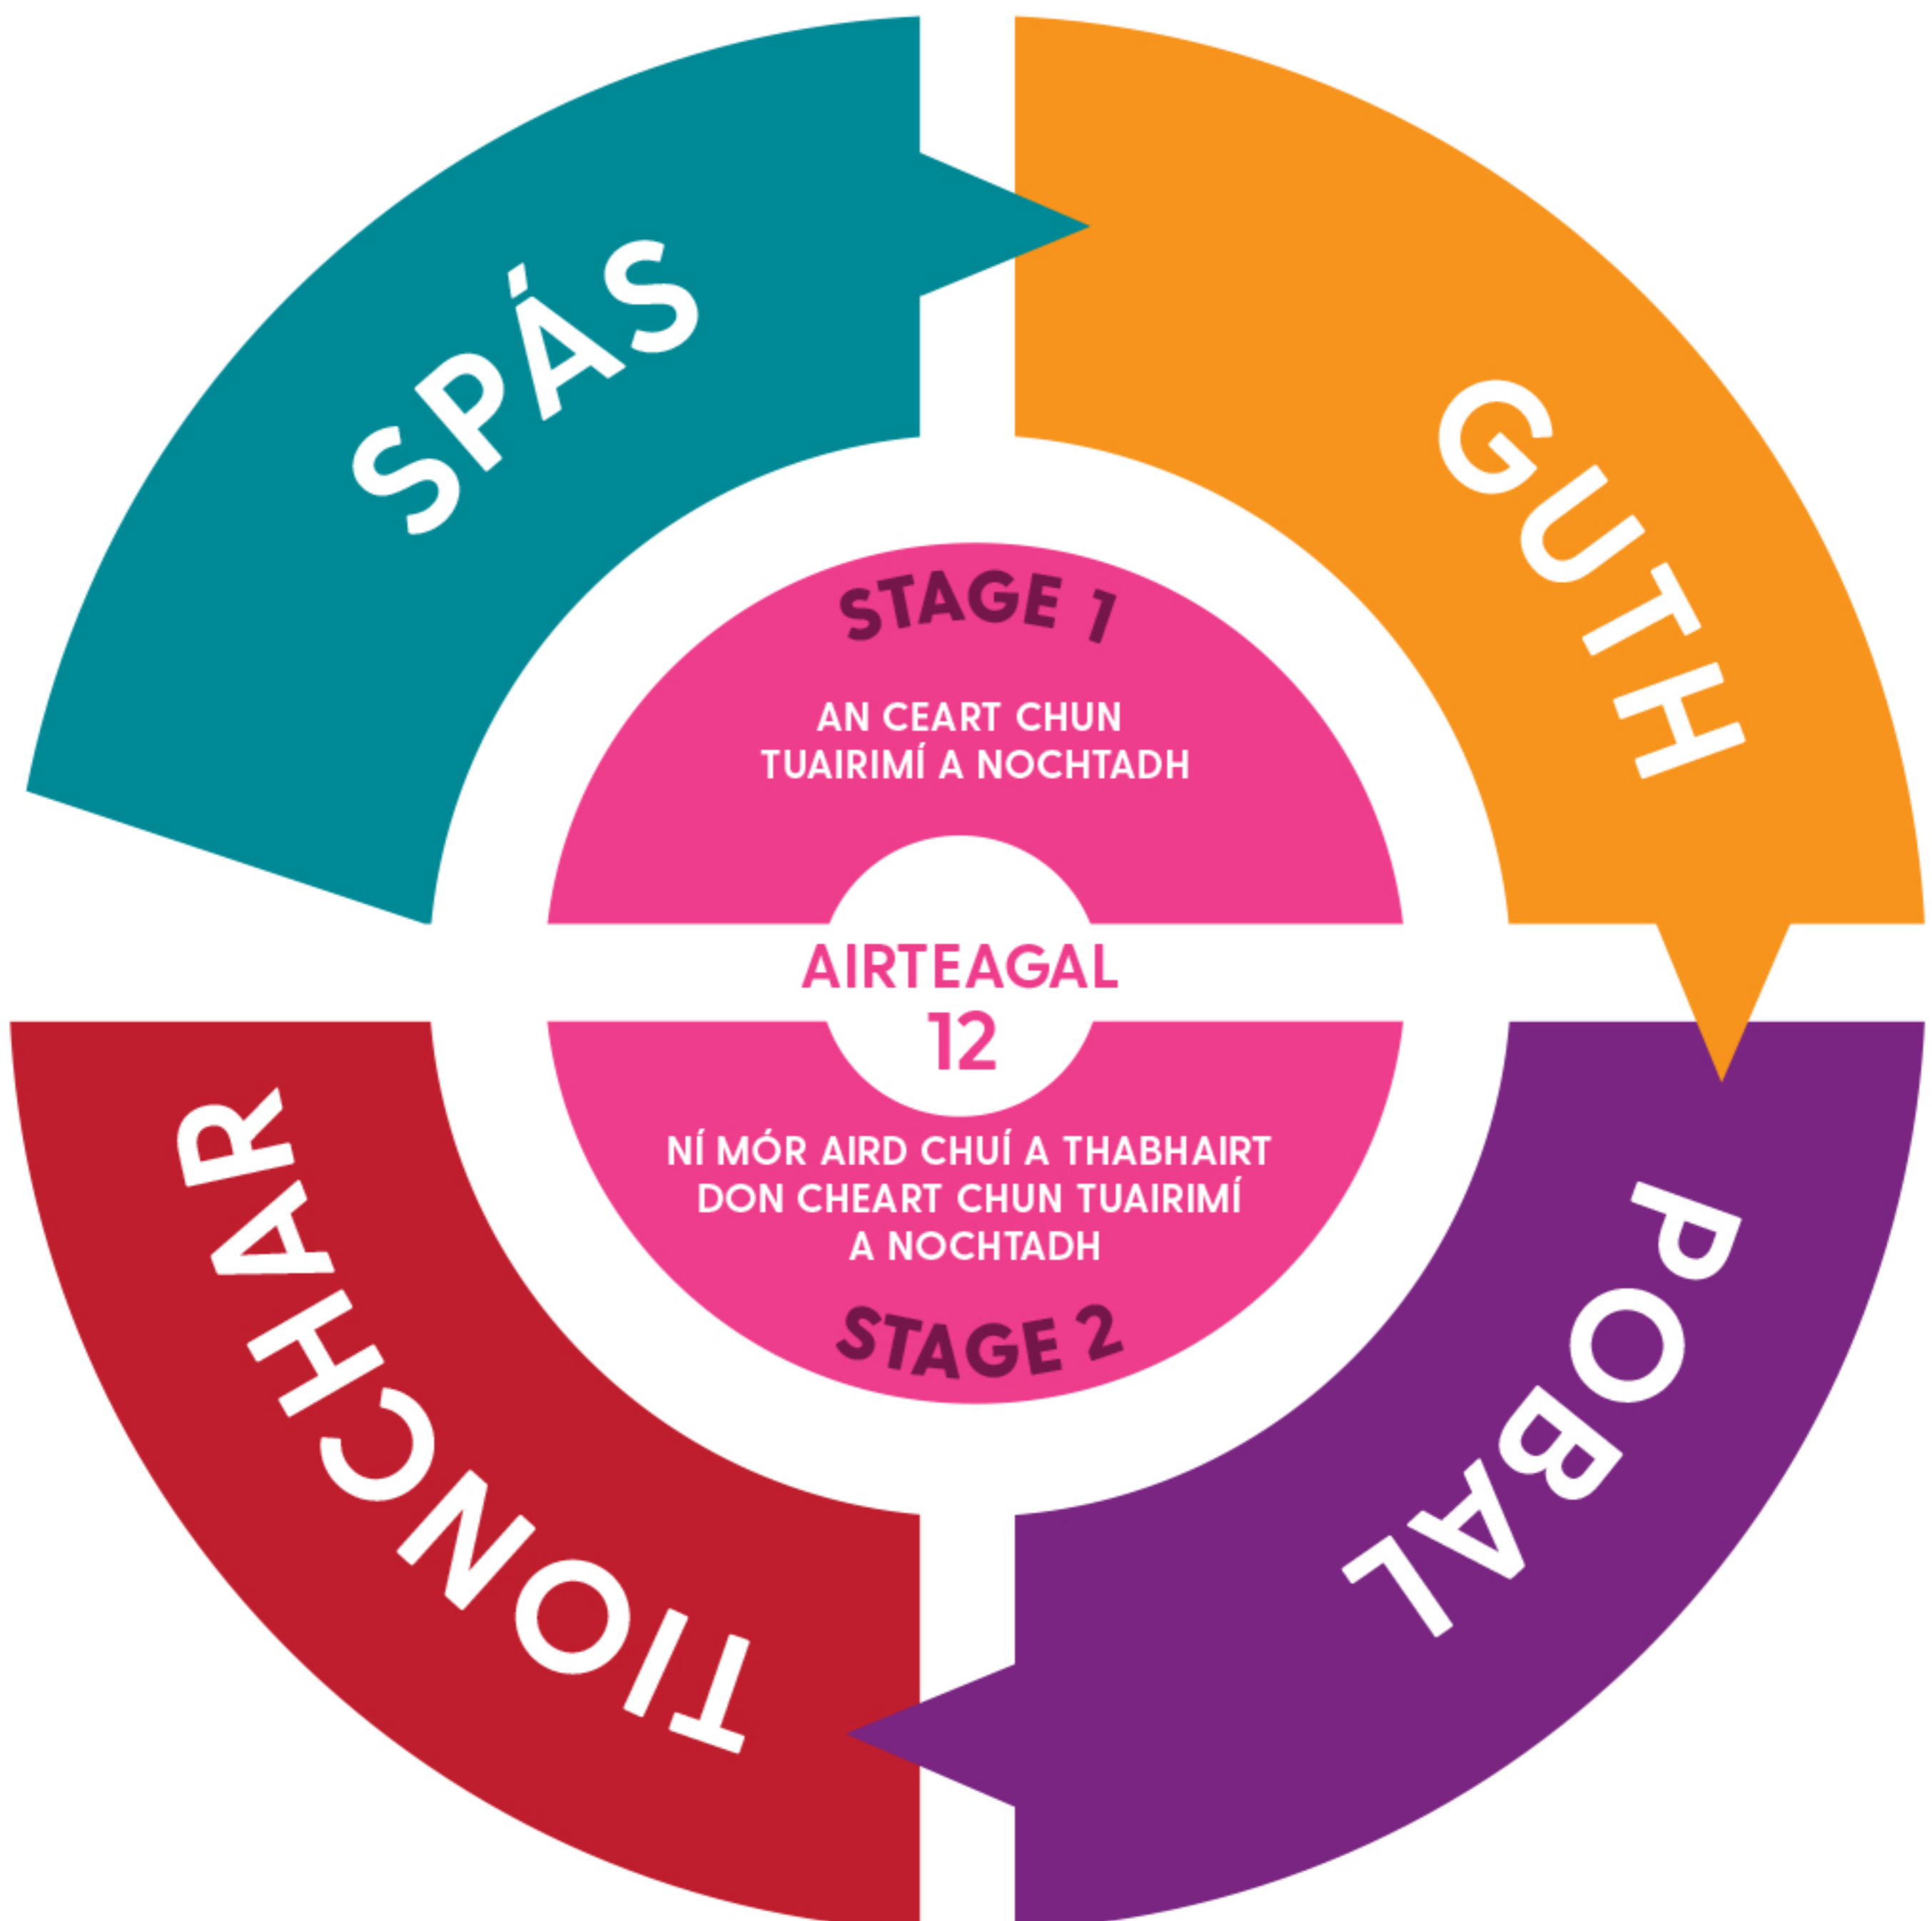 SPÁS
GUTH
STAGE 1
AN CEART CHUN
TUAIRIMÍ A NOCHTADH
AIRTEAGAL
12
NÍ MÓR AIRD CHUÍ A THABHAIRT
DON CHEART CHUN TUAIRIMÍ
A NOCHTADH
STAGE 2
POBAL
TIONCHAR